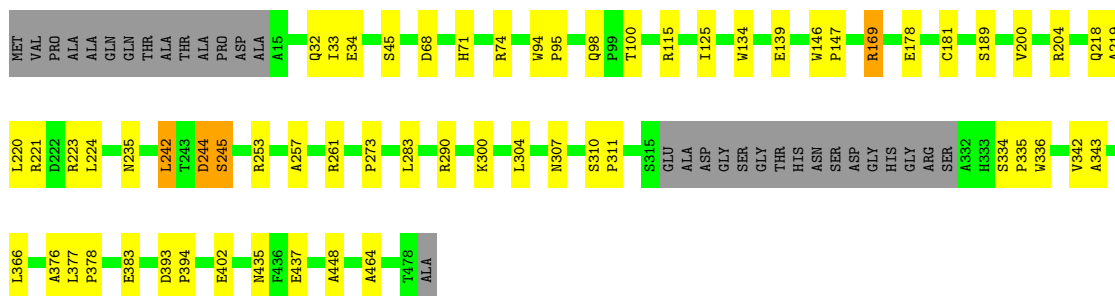 MET VAL PRO ALA ALA GLN GLN THR ALA THR ALA PRO ASP ALA A15 Q32 I33 E34 S45 D68 H71 R74 W94 P95 Q98 P99 T100 R115 I125 W134 E139 W146 P147 R169 E178 C181 S189 V200 R204 Q218 A219
L220 R221 D222 R223 L224 N235 L242 T243 D244 S245 R253 A257 R261 P273 L283 R290 K300 L304 N307 S310 P311 S315 GLU ALA ASP GLY SER GLY THR HIS ASN SER ASP GLY HIS GLY ARG SER A332 H333 S334 P335 W336 V342 A343
L366 A376 L377 P378 E383 D393 P394 E402 N435 F436 E437 A448 A464 T478 ALA